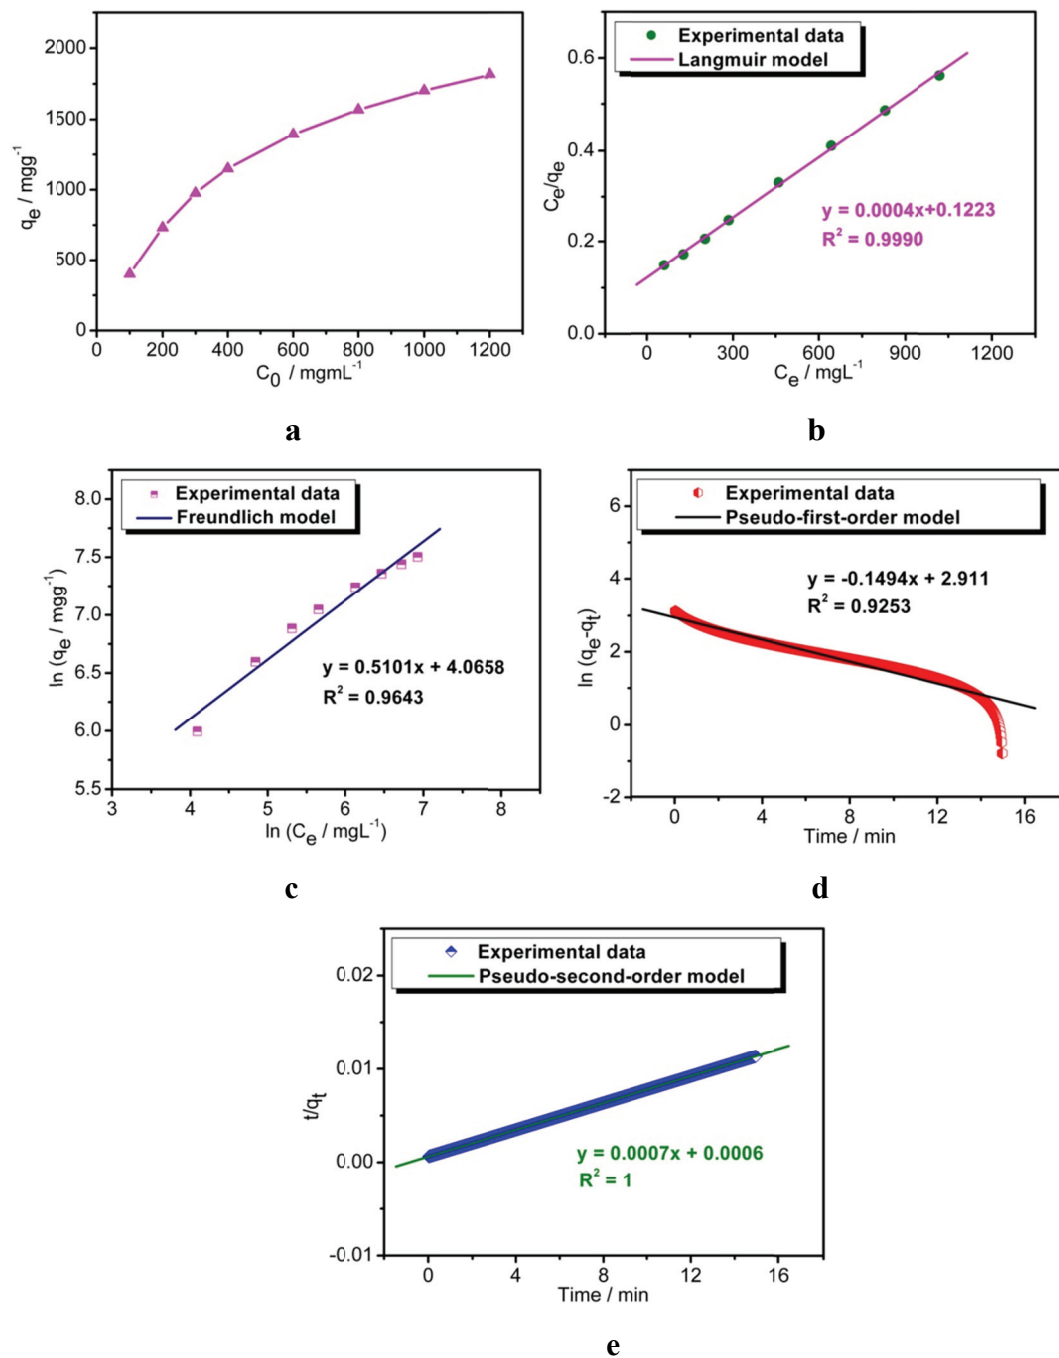 2000
1500
1000
500
0
qe / mgg⁻¹
0 200 400 600 800 1000 1200
C0 / mgmL⁻¹
a
Experimental data
Langmuir model
0.6
0.4
0.2
0.0
Ce/qe
y = 0.0004x+0.1223
R² = 0.9990
0 300 600 900 1200
Ce / mgL⁻¹
b
Experimental data
Freundlich model
8.0
7.5
7.0
6.5
6.0
5.5
ln (qe / mgg⁻¹)
y = 0.5101x + 4.0658
R² = 0.9643
3 4 5 6 7 8
ln (Ce / mgL⁻¹)
c
Experimental data
Pseudo-first-order model
6
4
2
0
-2
ln (qe-qt)
y = -0.1494x + 2.911
R² = 0.9253
0 4 8 12 16
Time / min
d
Experimental data
Pseudo-second-order model
0.02
0.01
0.00
-0.01
t/qt
y = 0.0007x + 0.0006
R² = 1
0 4 8 12 16
Time / min
e